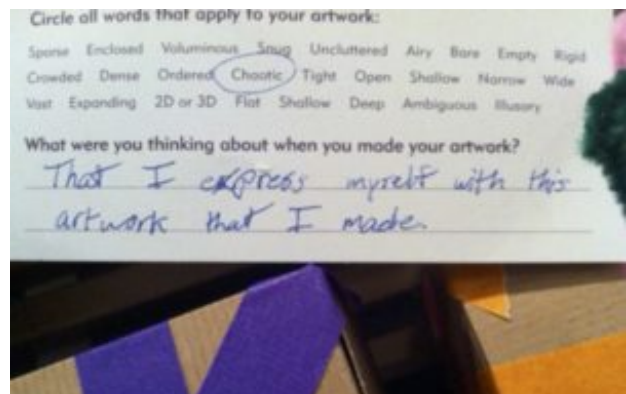 Circle all words that apply to your artwork:
Sparse Enclosed Voluminous Snug Uncluttered Airy Bare Empty Rigid
Crowded Dense Ordered Chaotic Tight Open Shallow Narrow Wide
Vast Expanding 2D or 3D Flat Shallow Deep Ambiguous Illusory
What were you thinking about when you made your artwork?
That I express myself with this
artwork that I made.